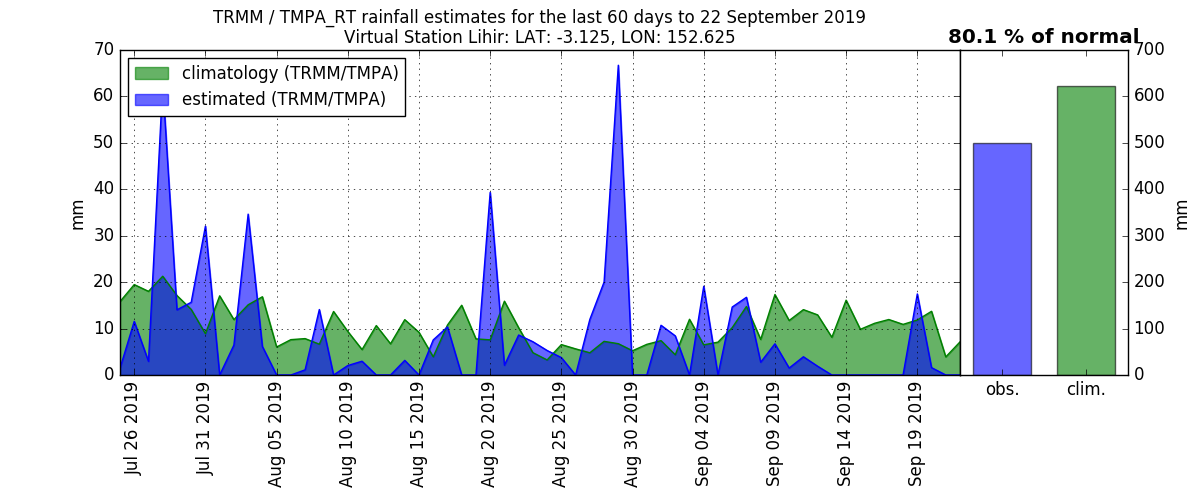 TRMM / TMPA_RT rainfall estimates for the last 60 days to 22 September 2019
Virtual Station Lihir: LAT: -3.125, LON: 152.625
80.1 % of normal
climatology (TRMM/TMPA)
estimated (TRMM/TMPA)
70
60
50
40
30
20
10
0
mm
700
600
500
400
300
200
100
0
mm
Jul 26 2019
Jul 31 2019
Aug 05 2019
Aug 10 2019
Aug 15 2019
Aug 20 2019
Aug 25 2019
Aug 30 2019
Sep 04 2019
Sep 09 2019
Sep 14 2019
Sep 19 2019
obs.
clim.